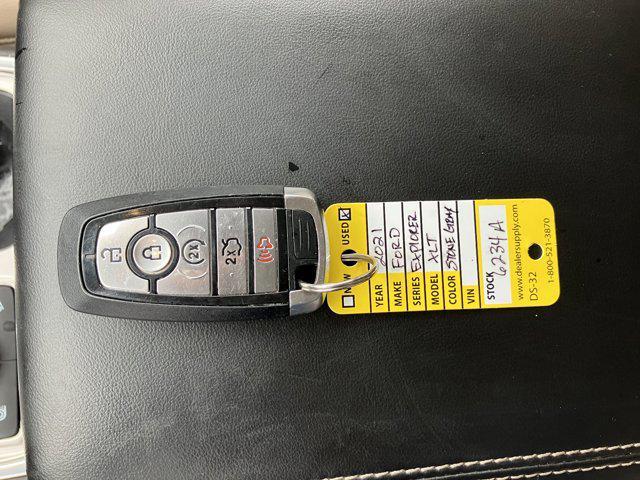 2x
2x
NEW USED ☒
YEAR 2021
MAKE FORD
SERIES EXPLORER
MODEL XLT
COLOR STONE GRAY
VIN
STOCK 6234A
www.dealersupply.com
DS-32 1-800-521-3870